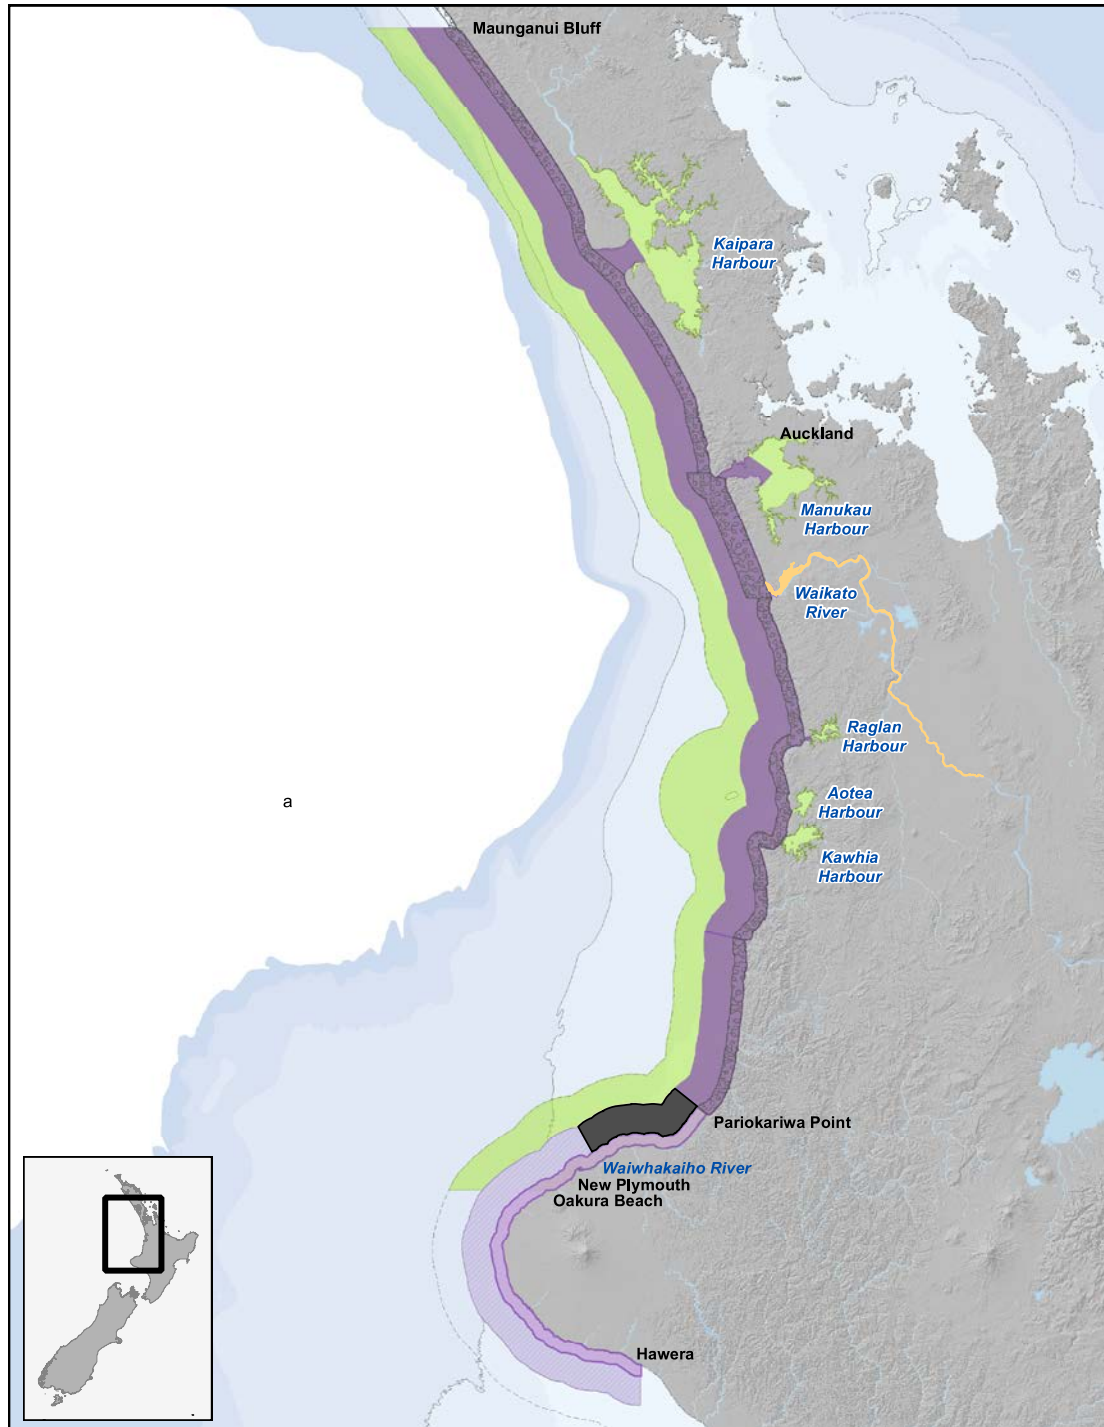 Maunganui Bluff
Kaipara
Harbour
Auckland
Manukau
Harbour
Waikato
River
Raglan
Harbour
a
Aotea
Harbour
Kawhia
Harbour
Pariokariwa Point
Waiwhakaiho River
New Plymouth
Oakura Beach
Hawera